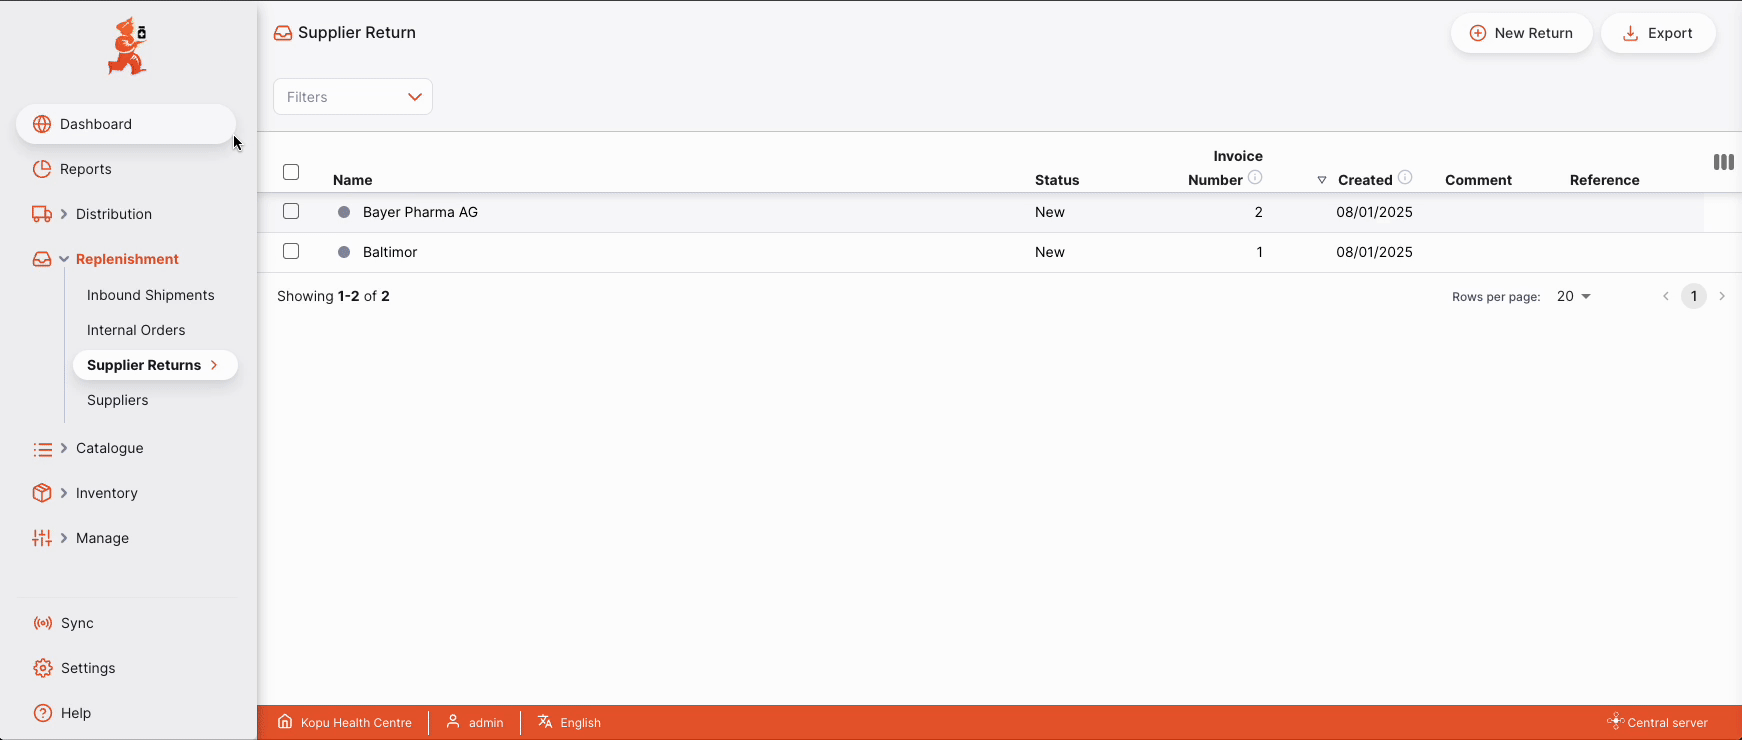 Dashboard
Reports
Distribution
Replenishment
Inbound Shipments
Internal Orders
Supplier Returns
Suppliers
Catalogue
Inventory
Manage
Sync
Settings
Help
Supplier Return
New Return
Export
Filters
Name
Status
Invoice
Number
Created
Comment
Reference
Bayer Pharma AG New 2 08/01/2025
Baltimor New 1 08/01/2025
Showing 1-2 of 2
Rows per page: 20
1
Kopu Health Centre
admin
English
Central server